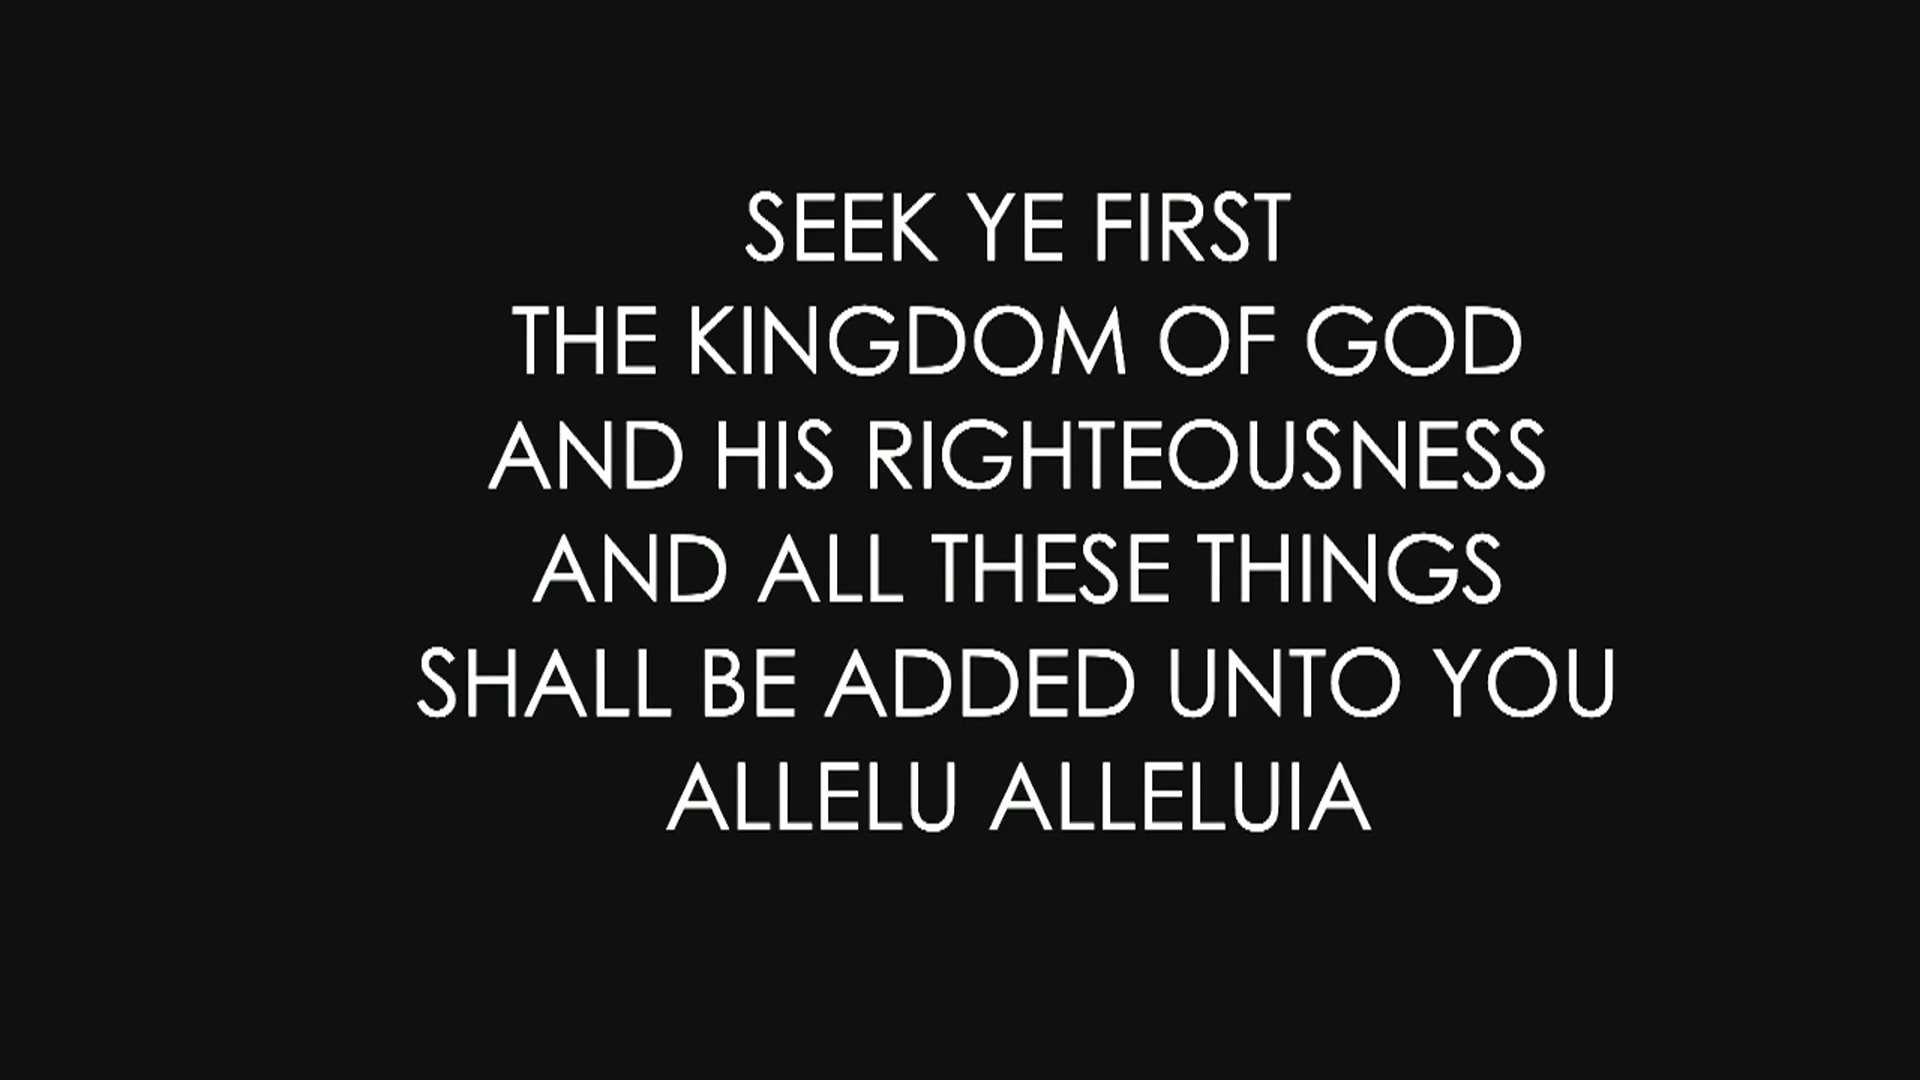 SEEK YE FIRST
THE KINGDOM OF GOD
AND HIS RIGHTEOUSNESS
AND ALL THESE THINGS
SHALL BE ADDED UNTO YOU
ALLELU ALLELUIA